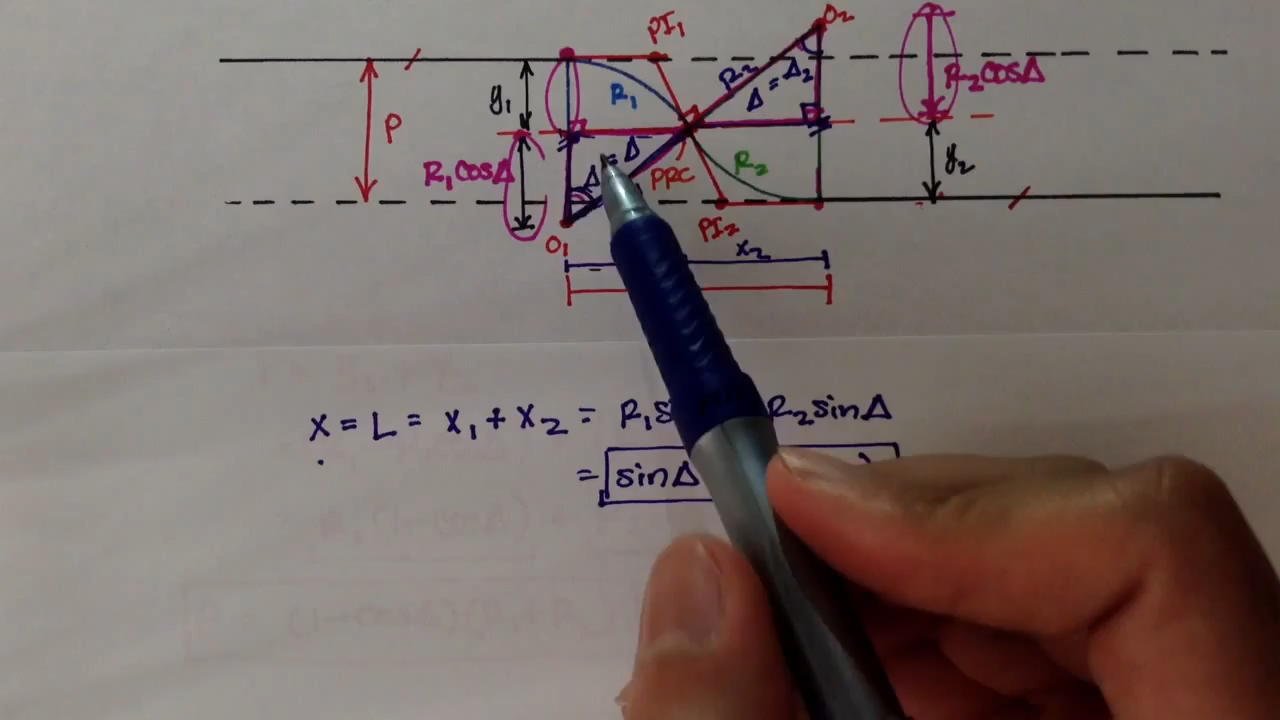 PI₁
O₂
P
y₁
R₁
R₂
Δ = Δ₂
R₂cosΔ
R₁cosΔ
Δ = Δ
PRC
R₂
y₂
O₁
PI₂
x₂
x = L = x₁ + x₂ = R₁s R₂sinΔ
= sinΔ